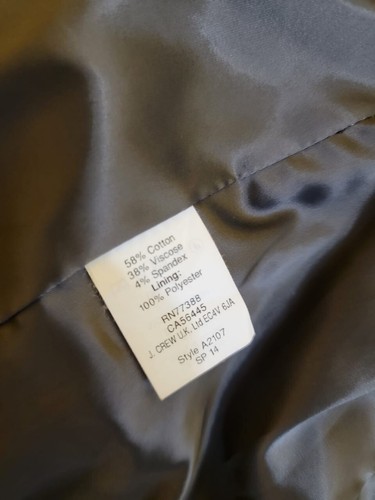 58% Cotton
38% Viscose
4% Spandex
Lining:
100% Polyester
RN77388
CA56445
J. CREW U.K. Ltd EC4V 6JA
Style A2107
SP 14